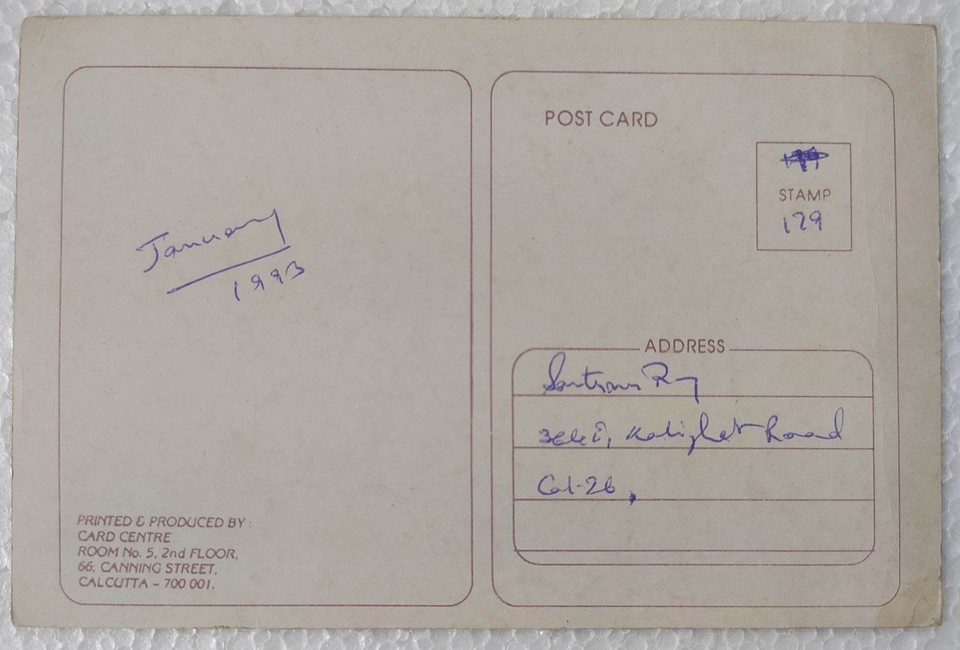 January
1993
PRINTED & PRODUCED BY :
CARD CENTRE
ROOM No. 5, 2nd FLOOR,
66, CANNING STREET,
CALCUTTA - 700 001.
POST CARD
STAMP
129
ADDRESS
Ray
Kalighat Road
Cal-26,